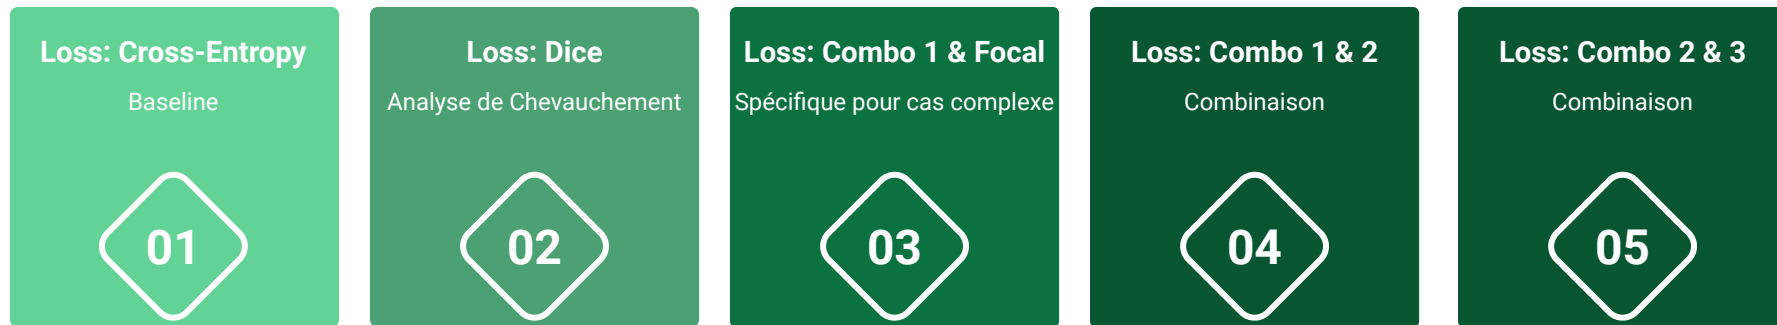 Loss: Cross-Entropy
Baseline
01
Loss: Dice
Analyse de Chevauchement
02
Loss: Combo 1 & Focal
Spécifique pour cas complexe
03
Loss: Combo 1 & 2
Combinaison
04
Loss: Combo 2 & 3
Combinaison
05